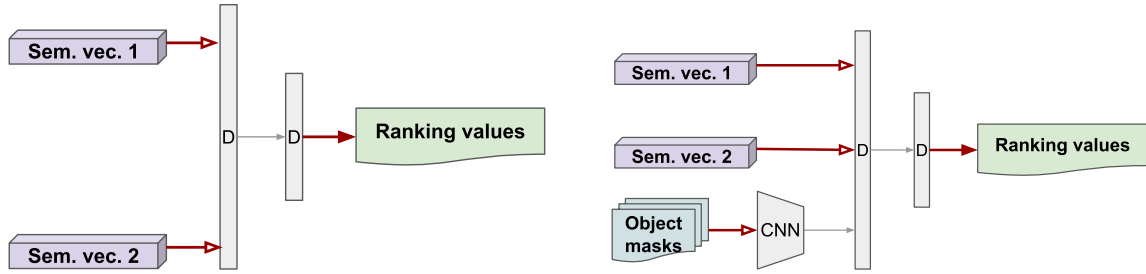 Sem. vec. 1
D
D
Ranking values
Sem. vec. 2
Sem. vec. 1
Sem. vec. 2
D
D
Ranking values
Object
masks
CNN